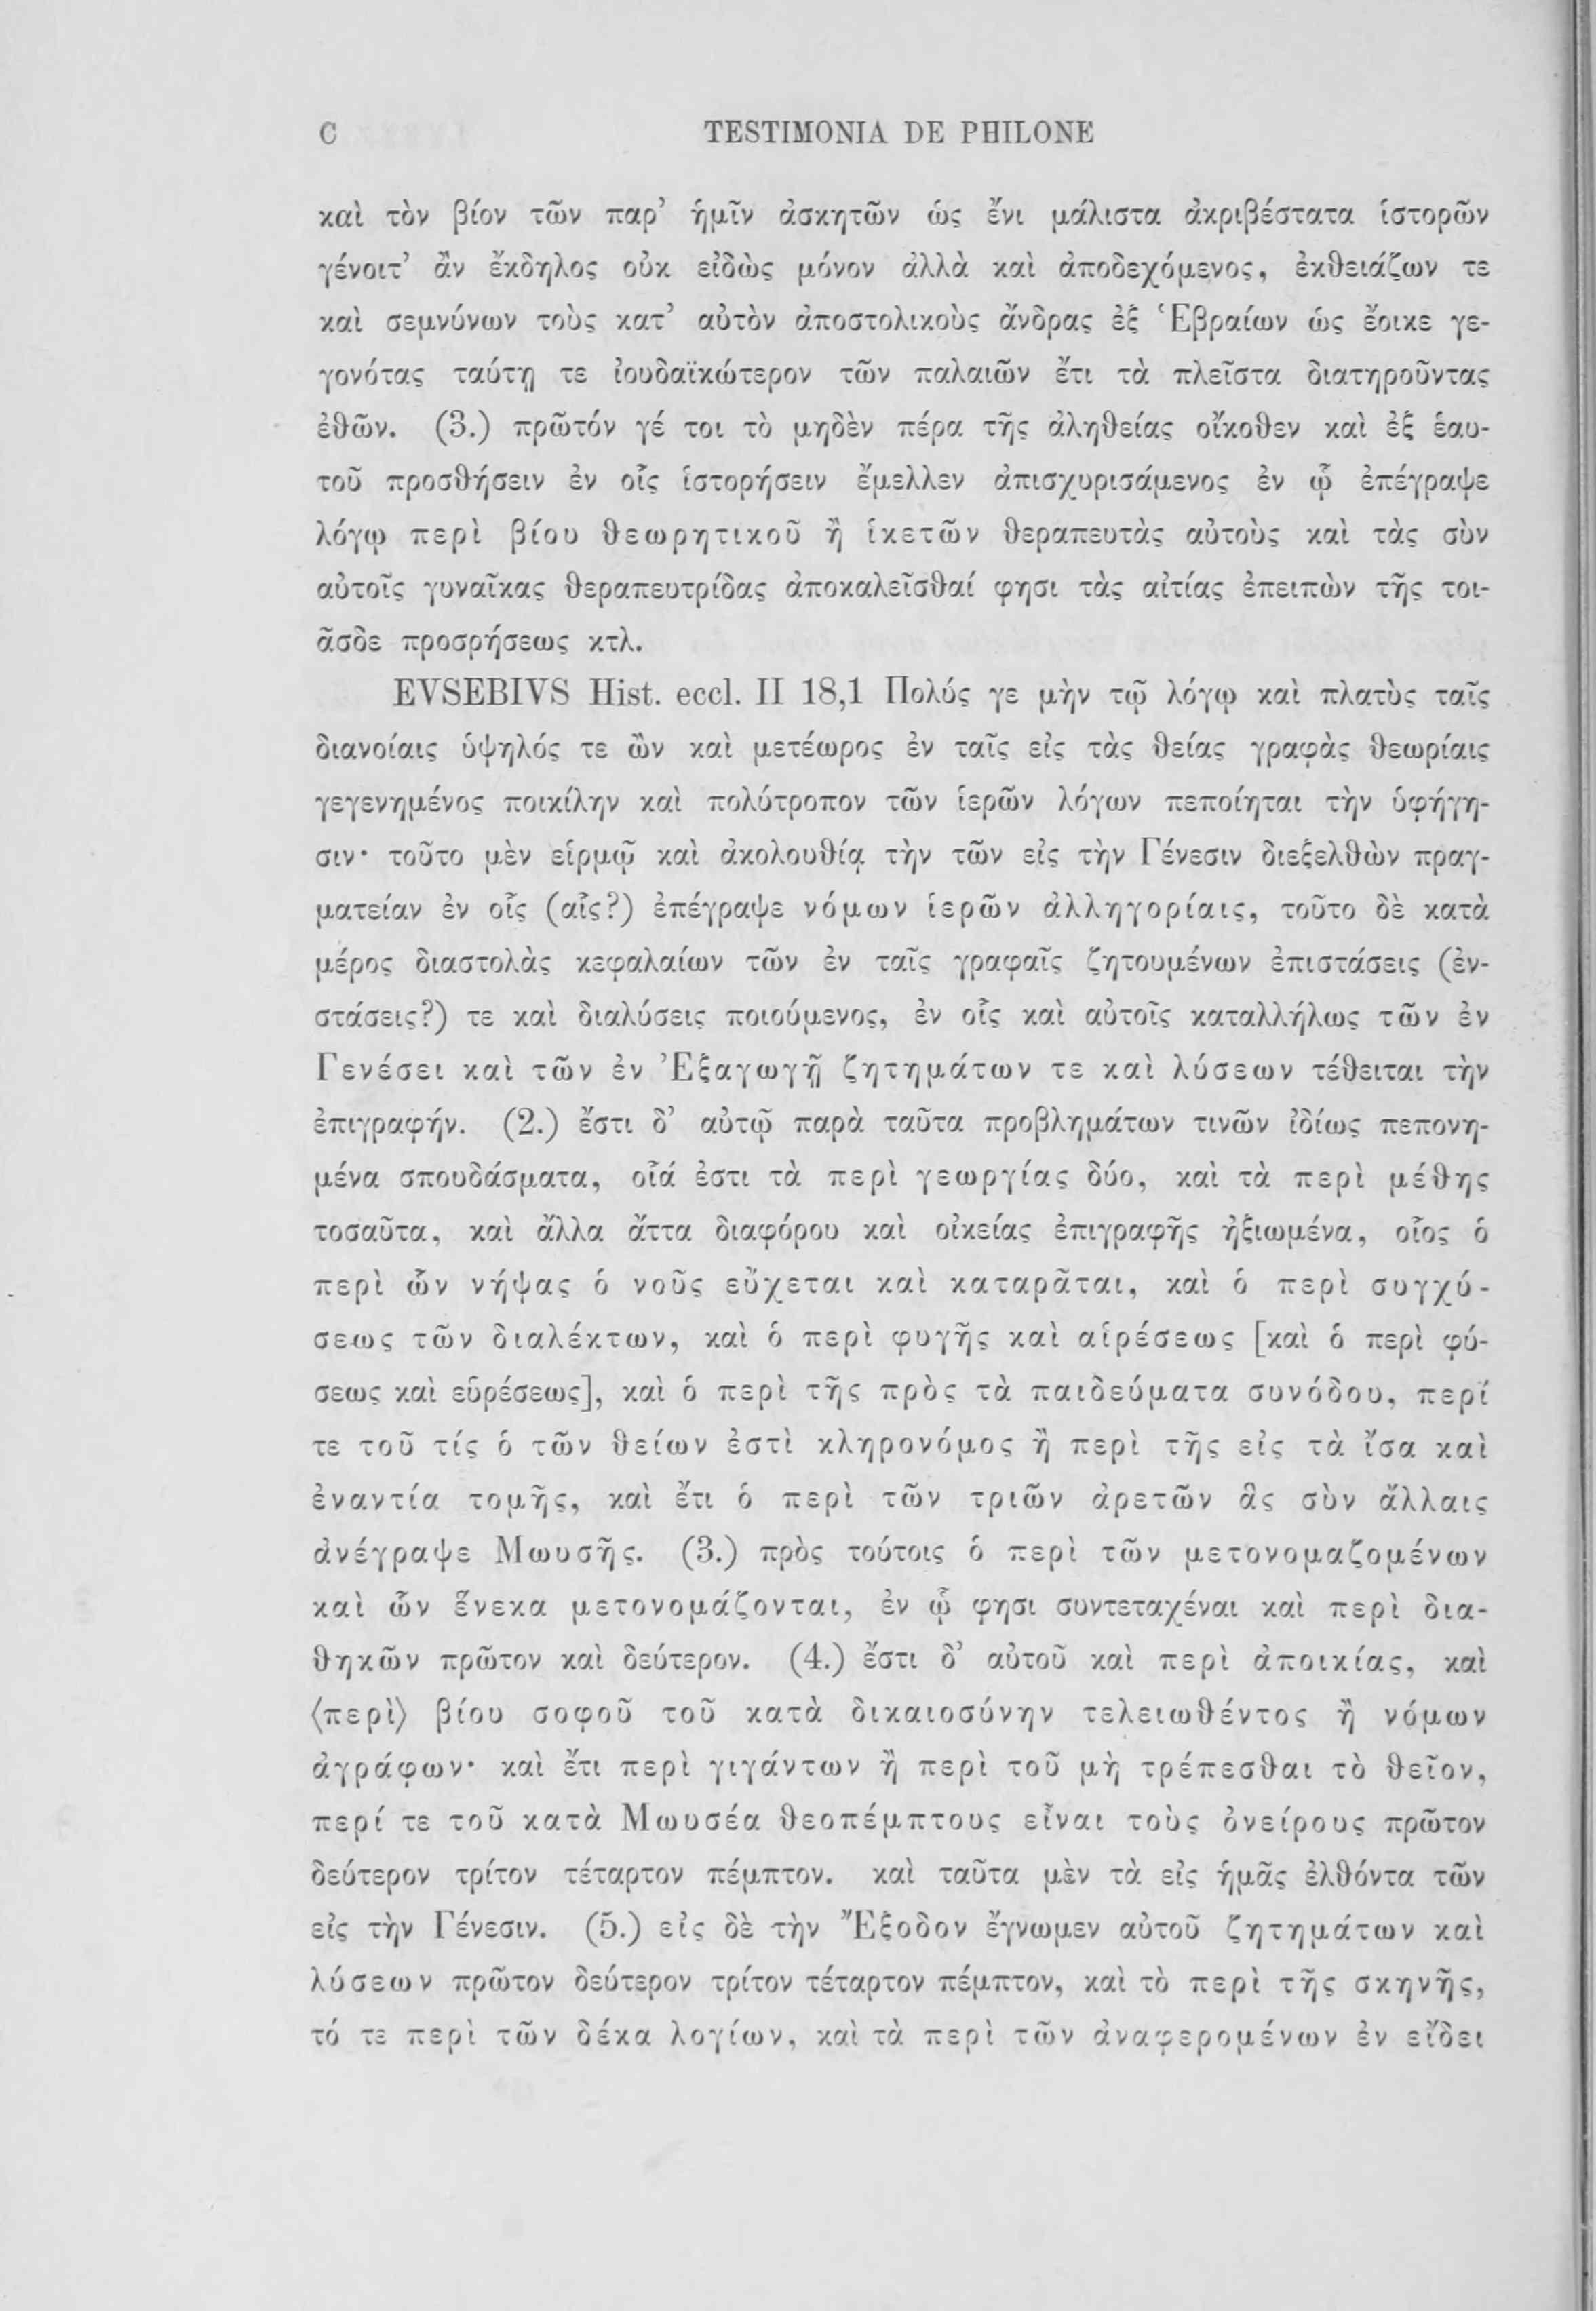 C TESTIMONIA DE PHILONE
καὶ τὸν βίον τῶν παρ’ ἡμῖν ἀσκητῶν ὡς ἔνι μάλιστα ἀκριβέστατα ἱστορῶν
γένοιτ’ ἂν ἔκδηλος οὐκ εἰδὼς μόνον ἀλλὰ καὶ ἀποδεχόμενος, ἐκθειάζων τε
καὶ σεμνύνων τοὺς κατ’ αὐτὸν ἀποστολικοὺς ἄνδρας ἐξ Ἑβραίων ὡς ἔοικε γε-
γονότας ταύτῃ τε ἰουδαϊκώτερον τῶν παλαιῶν ἔτι τὰ πλεῖστα διατηροῦντας
ἐθῶν. (3.) πρῶτόν γέ τοι τὸ μηδὲν πέρα τῆς ἀληθείας οἴκοθεν καὶ ἐξ ἑαυ-
τοῦ προσθήσειν ἐν οἷς ἱστορήσειν ἔμελλεν ἀπισχυρισάμενος ἐν ᾧ ἐπέγραψε
λόγῳ περὶ βίου θεωρητικοῦ ἢ ἱκετῶν θεραπευτὰς αὐτοὺς καὶ τὰς σὺν
αὐτοῖς γυναῖκας θεραπευτρίδας ἀποκαλεῖσθαί φησι τὰς αἰτίας ἐπειπὼν τῆς τοι-
ᾶσδε προσρήσεως κτλ.
EVSEBIVS Hist. eccl. II 18,1 Πολύς γε μὴν τῷ λόγῳ καὶ πλατὺς ταῖς
διανοίαις ὑψηλός τε ὢν καὶ μετέωρος ἐν ταῖς εἰς τὰς θείας γραφὰς θεωρίαις
γεγενημένος ποικίλην καὶ πολύτροπον τῶν ἱερῶν λόγων πεποίηται τὴν ὑφήγη-
σιν· τοῦτο μὲν εἱρμῷ καὶ ἀκολουθίᾳ τὴν τῶν εἰς τὴν Γένεσιν διεξελθὼν πραγ-
ματείαν ἐν οἷς (αἷς?) ἐπέγραψε νόμων ἱερῶν ἀλληγορίαις, τοῦτο δὲ κατὰ
μέρος διαστολὰς κεφαλαίων τῶν ἐν ταῖς γραφαῖς ζητουμένων ἐπιστάσεις (ἐν-
στάσεις?) τε καὶ διαλύσεις ποιούμενος, ἐν οἷς καὶ αὐτοῖς καταλλήλως τῶν ἐν
Γενέσει καὶ τῶν ἐν Ἐξαγωγῇ ζητημάτων τε καὶ λύσεων τέθειται τὴν
ἐπιγραφήν. (2.) ἔστι δ’ αὐτῷ παρὰ ταῦτα προβλημάτων τινῶν ἰδίως πεπονη-
μένα σπουδάσματα, οἷά ἐστι τὰ περὶ γεωργίας δύο, καὶ τὰ περὶ μέθης
τοσαῦτα, καὶ ἄλλα ἄττα διαφόρου καὶ οἰκείας ἐπιγραφῆς ἠξιωμένα, οἷος ὁ
περὶ ὧν νήψας ὁ νοῦς εὔχεται καὶ καταρᾶται, καὶ ὁ περὶ συγχύ-
σεως τῶν διαλέκτων, καὶ ὁ περὶ φυγῆς καὶ αἱρέσεως [καὶ ὁ περὶ φύ-
σεως καὶ εὑρέσεως], καὶ ὁ περὶ τῆς πρὸς τὰ παιδεύματα συνόδου, περί
τε τοῦ τίς ὁ τῶν θείων ἐστὶ κληρονόμος ἢ περὶ τῆς εἰς τὰ ἴσα καὶ
ἐναντία τομῆς, καὶ ἔτι ὁ περὶ τῶν τριῶν ἀρετῶν ἃς σὺν ἄλλαις
ἀνέγραψε Μωυσῆς. (3.) πρὸς τούτοις ὁ περὶ τῶν μετονομαζομένων
καὶ ὧν ἕνεκα μετονομάζονται, ἐν ᾧ φησι συντεταχέναι καὶ περὶ δια-
θηκῶν πρῶτον καὶ δεύτερον. (4.) ἔστι δ’ αὐτοῦ καὶ περὶ ἀποικίας, καὶ
⟨περὶ⟩ βίου σοφοῦ τοῦ κατὰ δικαιοσύνην τελειωθέντος ἢ νόμων
ἀγράφων· καὶ ἔτι περὶ γιγάντων ἢ περὶ τοῦ μὴ τρέπεσθαι τὸ θεῖον,
περί τε τοῦ κατὰ Μωυσέα θεοπέμπτους εἶναι τοὺς ὀνείρους πρῶτον
δεύτερον τρίτον τέταρτον πέμπτον. καὶ ταῦτα μὲν τὰ εἰς ἡμᾶς ἐλθόντα τῶν
εἰς τὴν Γένεσιν. (5.) εἰς δὲ τὴν Ἔξοδον ἔγνωμεν αὐτοῦ ζητημάτων καὶ
λύσεων πρῶτον δεύτερον τρίτον τέταρτον πέμπτον, καὶ τὸ περὶ τῆς σκηνῆς,
τό τε περὶ τῶν δέκα λογίων, καὶ τὰ περὶ τῶν ἀναφερομένων ἐν εἴδει